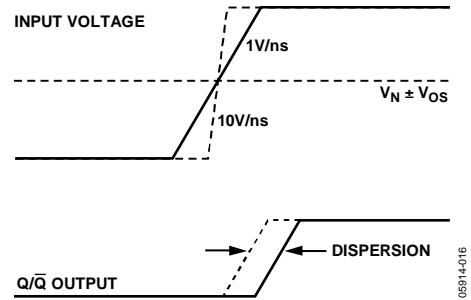 INPUT VOLTAGE
1V/ns
V_N ± V_OS
10V/ns
DISPERSION
Q/Q̅ OUTPUT
05914-016